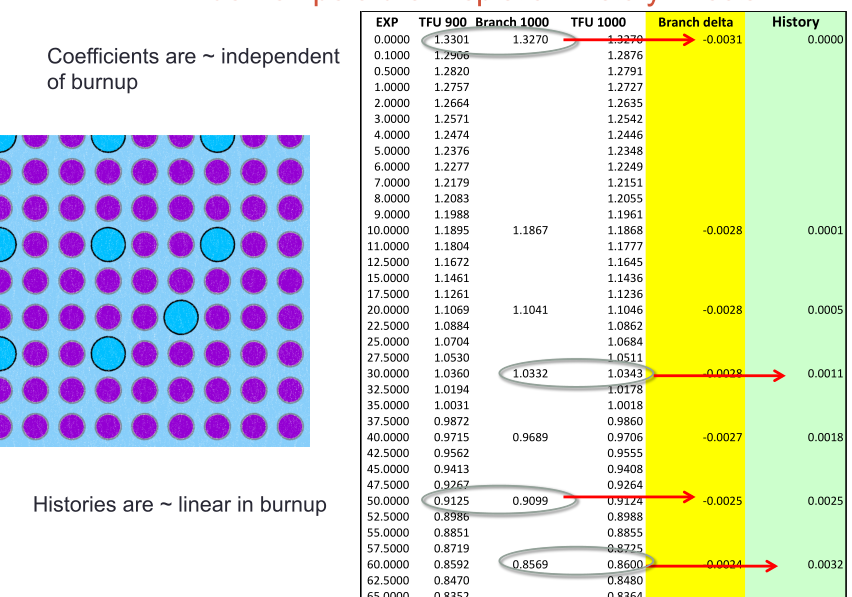 Coefficients are ~ independent
of burnup
Histories are ~ linear in burnup
EXP TFU 900 Branch 1000 TFU 1000 Branch delta History
0.0000 1.3301 1.3270 1.3270 -0.0031 0.0000
0.1000 1.2906 1.2876
0.5000 1.2820 1.2791
1.0000 1.2757 1.2727
2.0000 1.2664 1.2635
3.0000 1.2571 1.2542
4.0000 1.2474 1.2446
5.0000 1.2376 1.2348
6.0000 1.2277 1.2249
7.0000 1.2179 1.2151
8.0000 1.2083 1.2055
9.0000 1.1988 1.1961
10.0000 1.1895 1.1867 1.1868 -0.0028 0.0001
11.0000 1.1804 1.1777
12.5000 1.1672 1.1645
15.0000 1.1461 1.1436
17.5000 1.1261 1.1236
20.0000 1.1069 1.1041 1.1046 -0.0028 0.0005
22.5000 1.0884 1.0862
25.0000 1.0704 1.0684
27.5000 1.0530 1.0511
30.0000 1.0360 1.0332 1.0343 -0.0028 0.0011
32.5000 1.0194 1.0178
35.0000 1.0031 1.0018
37.5000 0.9872 0.9860
40.0000 0.9715 0.9689 0.9706 -0.0027 0.0018
42.5000 0.9562 0.9555
45.0000 0.9413 0.9408
47.5000 0.9267 0.9264
50.0000 0.9125 0.9099 0.9124 -0.0025 0.0025
52.5000 0.8986 0.8988
55.0000 0.8851 0.8855
57.5000 0.8719 0.8725
60.0000 0.8592 0.8569 0.8600 -0.0024 0.0032
62.5000 0.8470 0.8480
65.0000 0.8352 0.8364